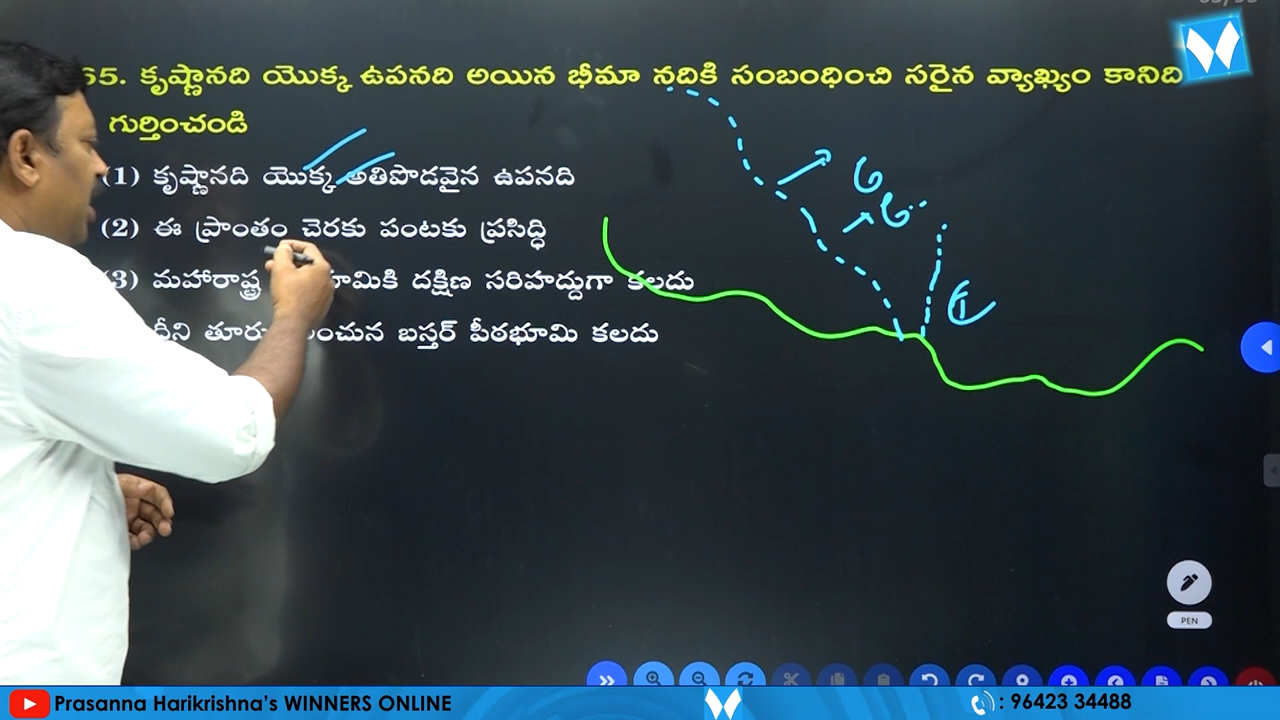 65. కృష్ణానది యొక్క ఉపనది అయిన భీమా నదికి సంబంధించి సరైన వ్యాఖ్యం కానిది
గుర్తించండి
(1) కృష్ణానది యొక్క అతిపొడవైన ఉపనది
(2) ఈ ప్రాంతం చెరకు పంటకు ప్రసిద్ధి
(3) మహారాష్ట్ర దక్షిణ సరిహద్దుగా కలదు
దీని బస్తర్ పీఠభూమి కలదు
PEN
Prasanna Harikrishna's WINNERS ONLINE
: 96423 34488